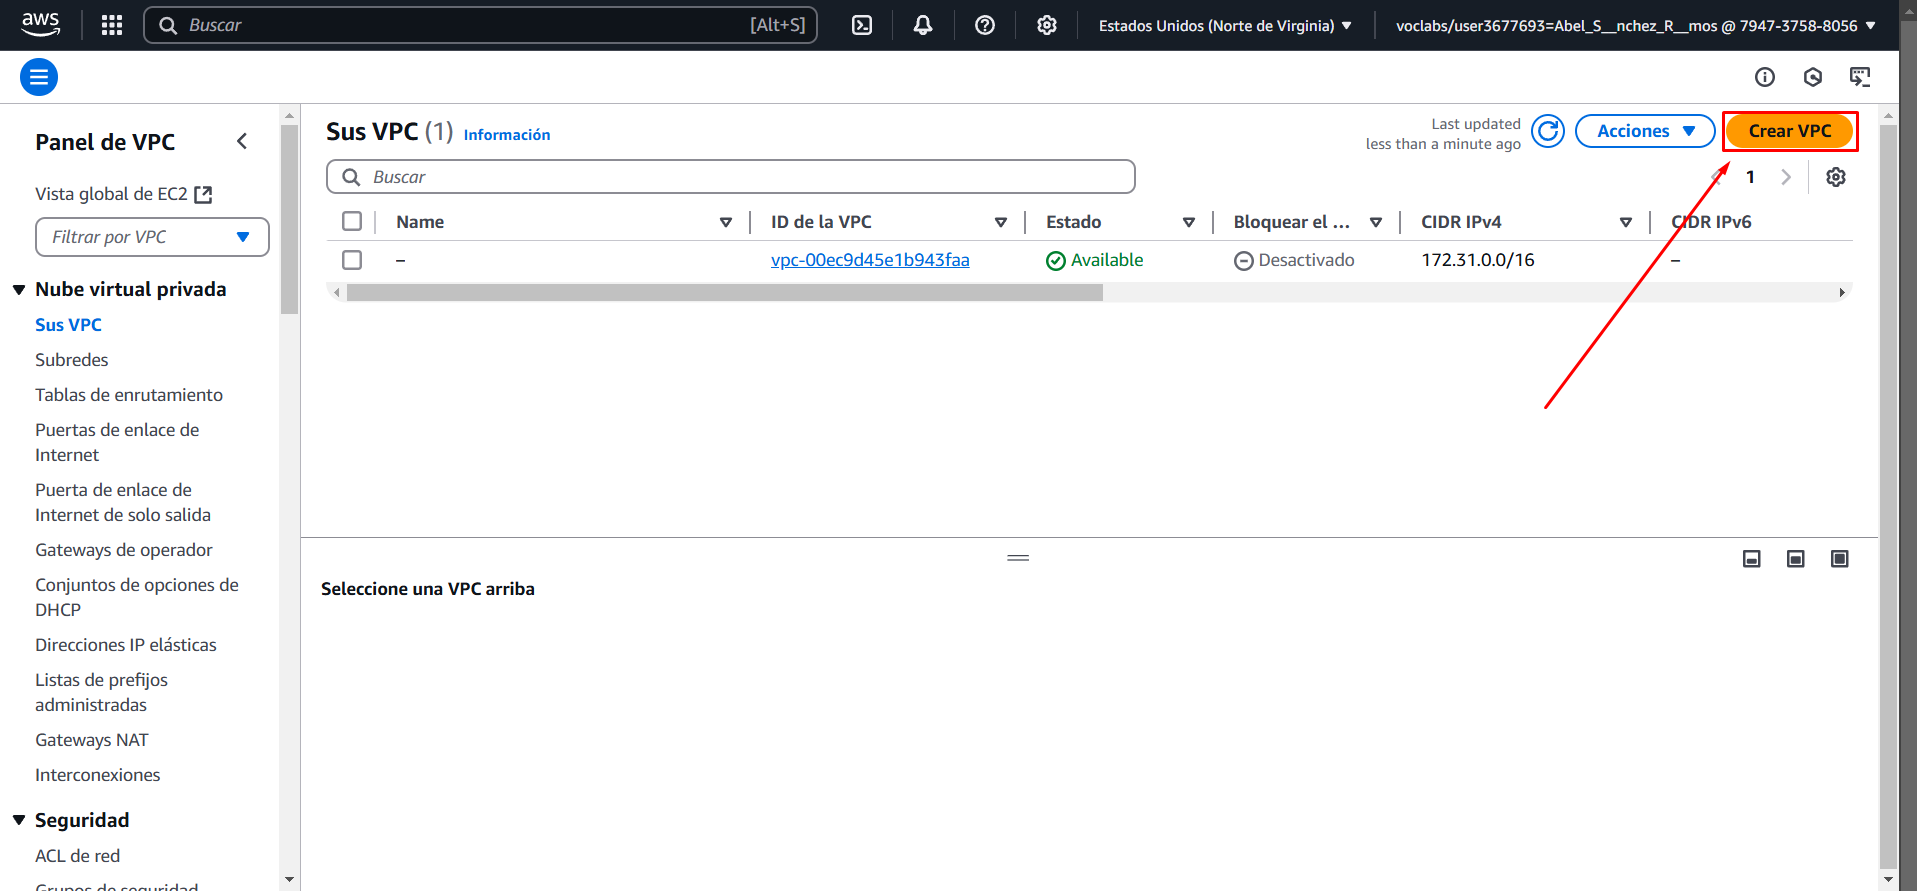 aws
Buscar
[Alt+S]
Estados Unidos (Norte de Virginia)
voclabs/user3677693=Abel_S__nchez_R__mos @ 7947-3758-8056
Panel de VPC
Vista global de EC2
Filtrar por VPC
Nube virtual privada
Sus VPC
Subredes
Tablas de enrutamiento
Puertas de enlace de
Internet
Puerta de enlace de
Internet de solo salida
Gateways de operador
Conjuntos de opciones de
DHCP
Direcciones IP elásticas
Listas de prefijos
administradas
Gateways NAT
Interconexiones
Seguridad
ACL de red
Grupos de seguridad
Sus VPC (1) Información
Last updated
less than a minute ago
Acciones
Crear VPC
Buscar
1
Name
ID de la VPC
Estado
Bloquear el ...
CIDR IPv4
CIDR IPv6
–
vpc-00ec9d45e1b943faa
Available
Desactivado
172.31.0.0/16
–
Seleccione una VPC arriba